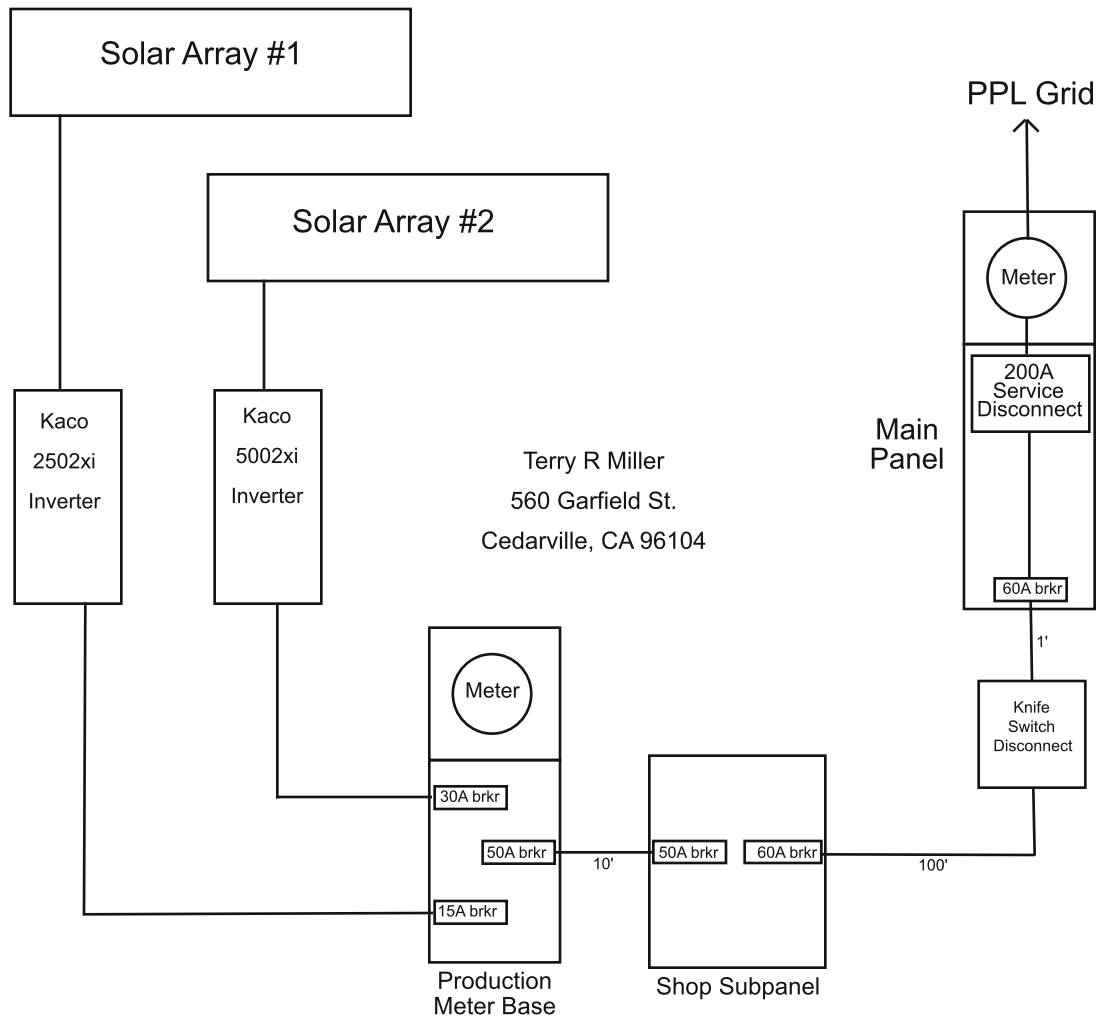 Solar Array #1
PPL Grid
Solar Array #2
Meter
200A
Service
Disconnect
Main
Panel
Kaco
2502xi
Inverter
Kaco
5002xi
Inverter
Terry R Miller
560 Garfield St.
Cedarville, CA 96104
60A brkr
1'
Knife
Switch
Disconnect
Meter
30A brkr
50A brkr
10'
50A brkr
60A brkr
100'
15A brkr
Production
Meter Base
Shop Subpanel